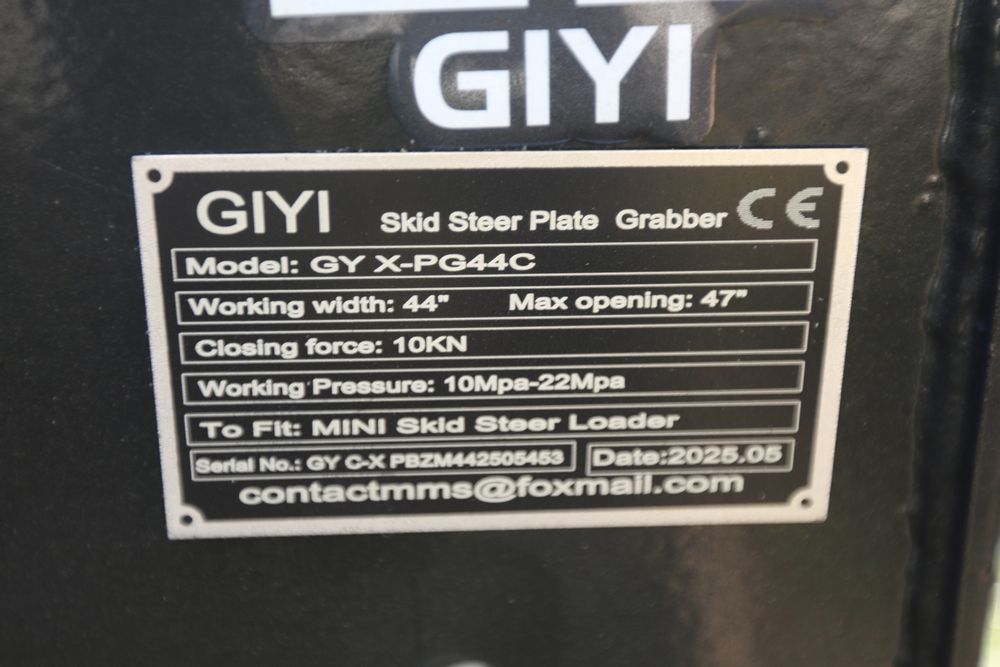 GIYI
GIYI Skid Steer Plate Grabber CE
Model: GY X-PG44C
Working width: 44" Max opening: 47"
Closing force: 10KN
Working Pressure: 10Mpa-22Mpa
To Fit: MINI Skid Steer Loader
Serial No.: GY C-X PBZM442505453 Date:2025.05
contactmms@foxmail.com